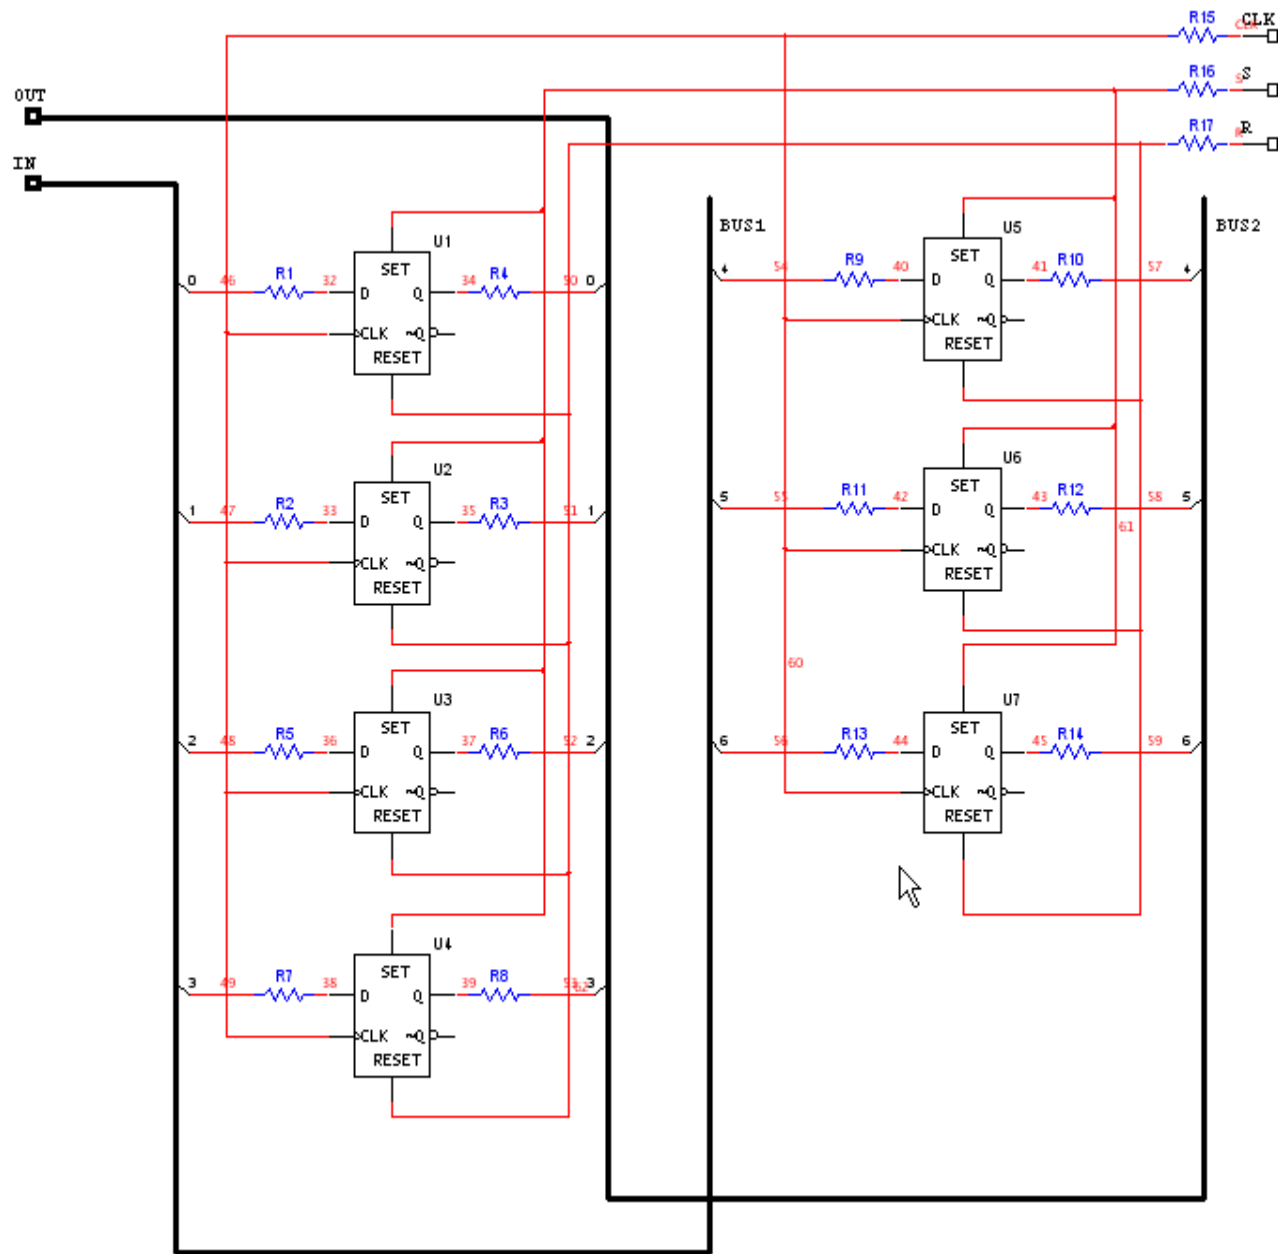 R15 CLK CLK
R16 S S
OUT
R17 R R
IN
BUS1 U5 BUS2
U1 SET
SET 4 54 R9 40 D Q 41 R10 57 4
0 46 R1 32 D Q 34 R4 50 0
CLK ~Q
CLK ~Q RESET
RESET
U6
U2 SET
SET 5 55 R11 42 D Q 43 R12 58 5
1 47 R2 33 D Q 35 R3 51 1
61
CLK ~Q
CLK ~Q RESET
RESET
60
U3 U7
SET SET
2 48 R5 36 D Q 37 R6 52 2 6 56 R13 44 D Q 45 R14 59 6
CLK ~Q CLK ~Q
RESET RESET
U4
SET
3 49 R7 38 D Q 39 R8 53 62 3
CLK ~Q
RESET